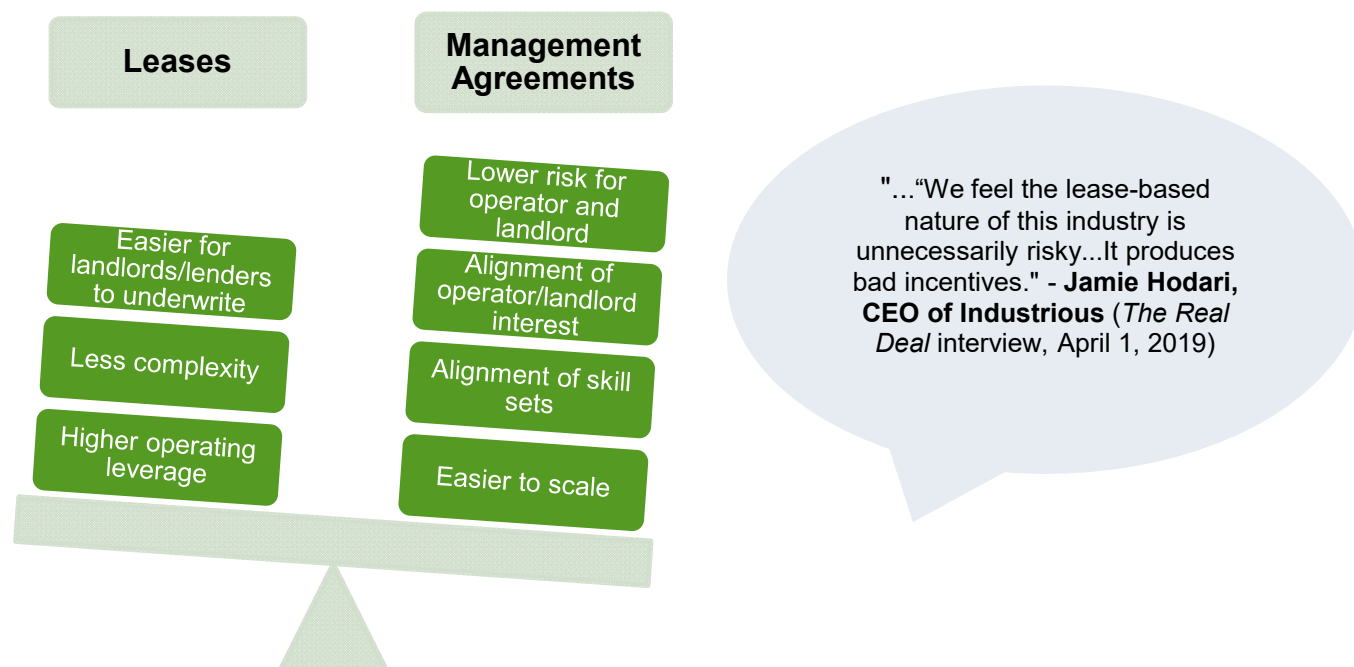 Leases
Management
Agreements
Easier for
landlords/lenders
to underwrite
Less complexity
Higher operating
leverage
Lower risk for
operator and
landlord
Alignment of
operator/landlord
interest
Alignment of skill
sets
Easier to scale
"...“We feel the lease-based
nature of this industry is
unnecessarily risky...It produces
bad incentives." - Jamie Hodari,
CEO of Industrious (The Real
Deal interview, April 1, 2019)